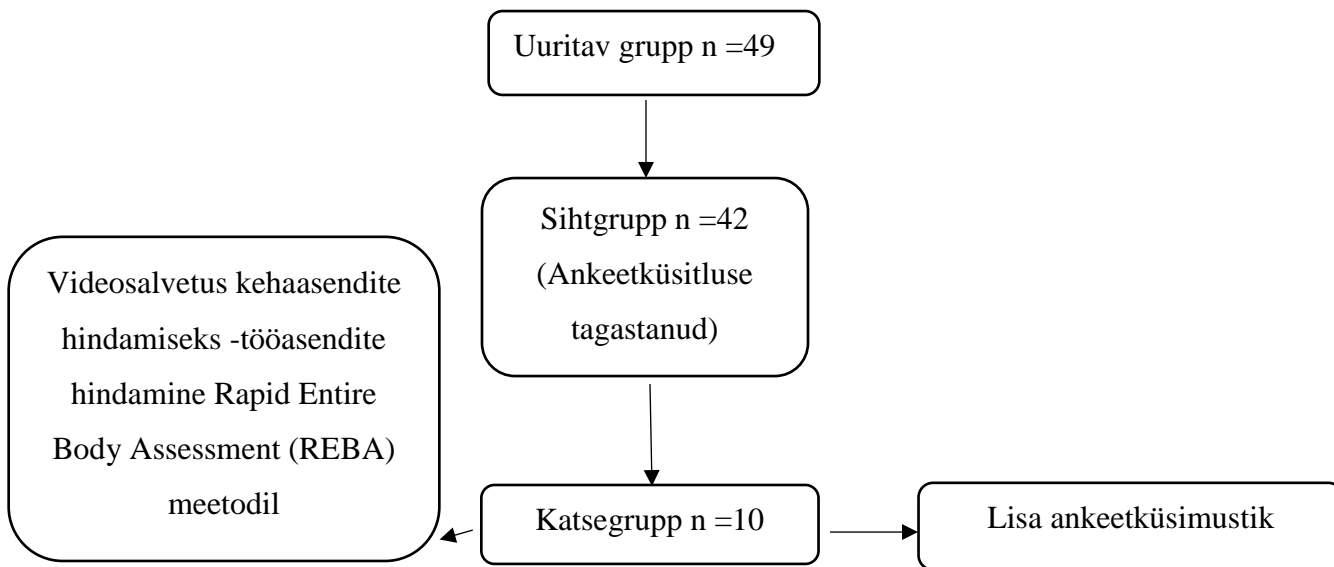 Uuritav grupp n =49
Sihtgrupp n =42
(Ankeetküsitluse
tagastanud)
Videosalvetus kehaasendite
hindamiseks -tööasendite
hindamine Rapid Entire
Body Assessment (REBA)
meetodil
Katsegrupp n =10
Lisa ankeetküsimustik